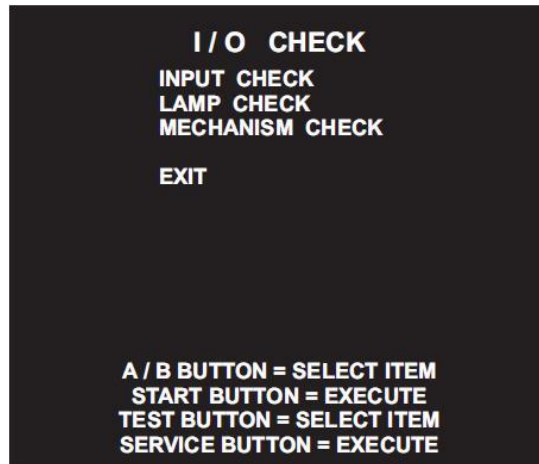 I / O CHECK
INPUT CHECK
LAMP CHECK
MECHANISM CHECK
EXIT
A / B BUTTON = SELECT ITEM
START BUTTON = EXECUTE
TEST BUTTON = SELECT ITEM
SERVICE BUTTON = EXECUTE